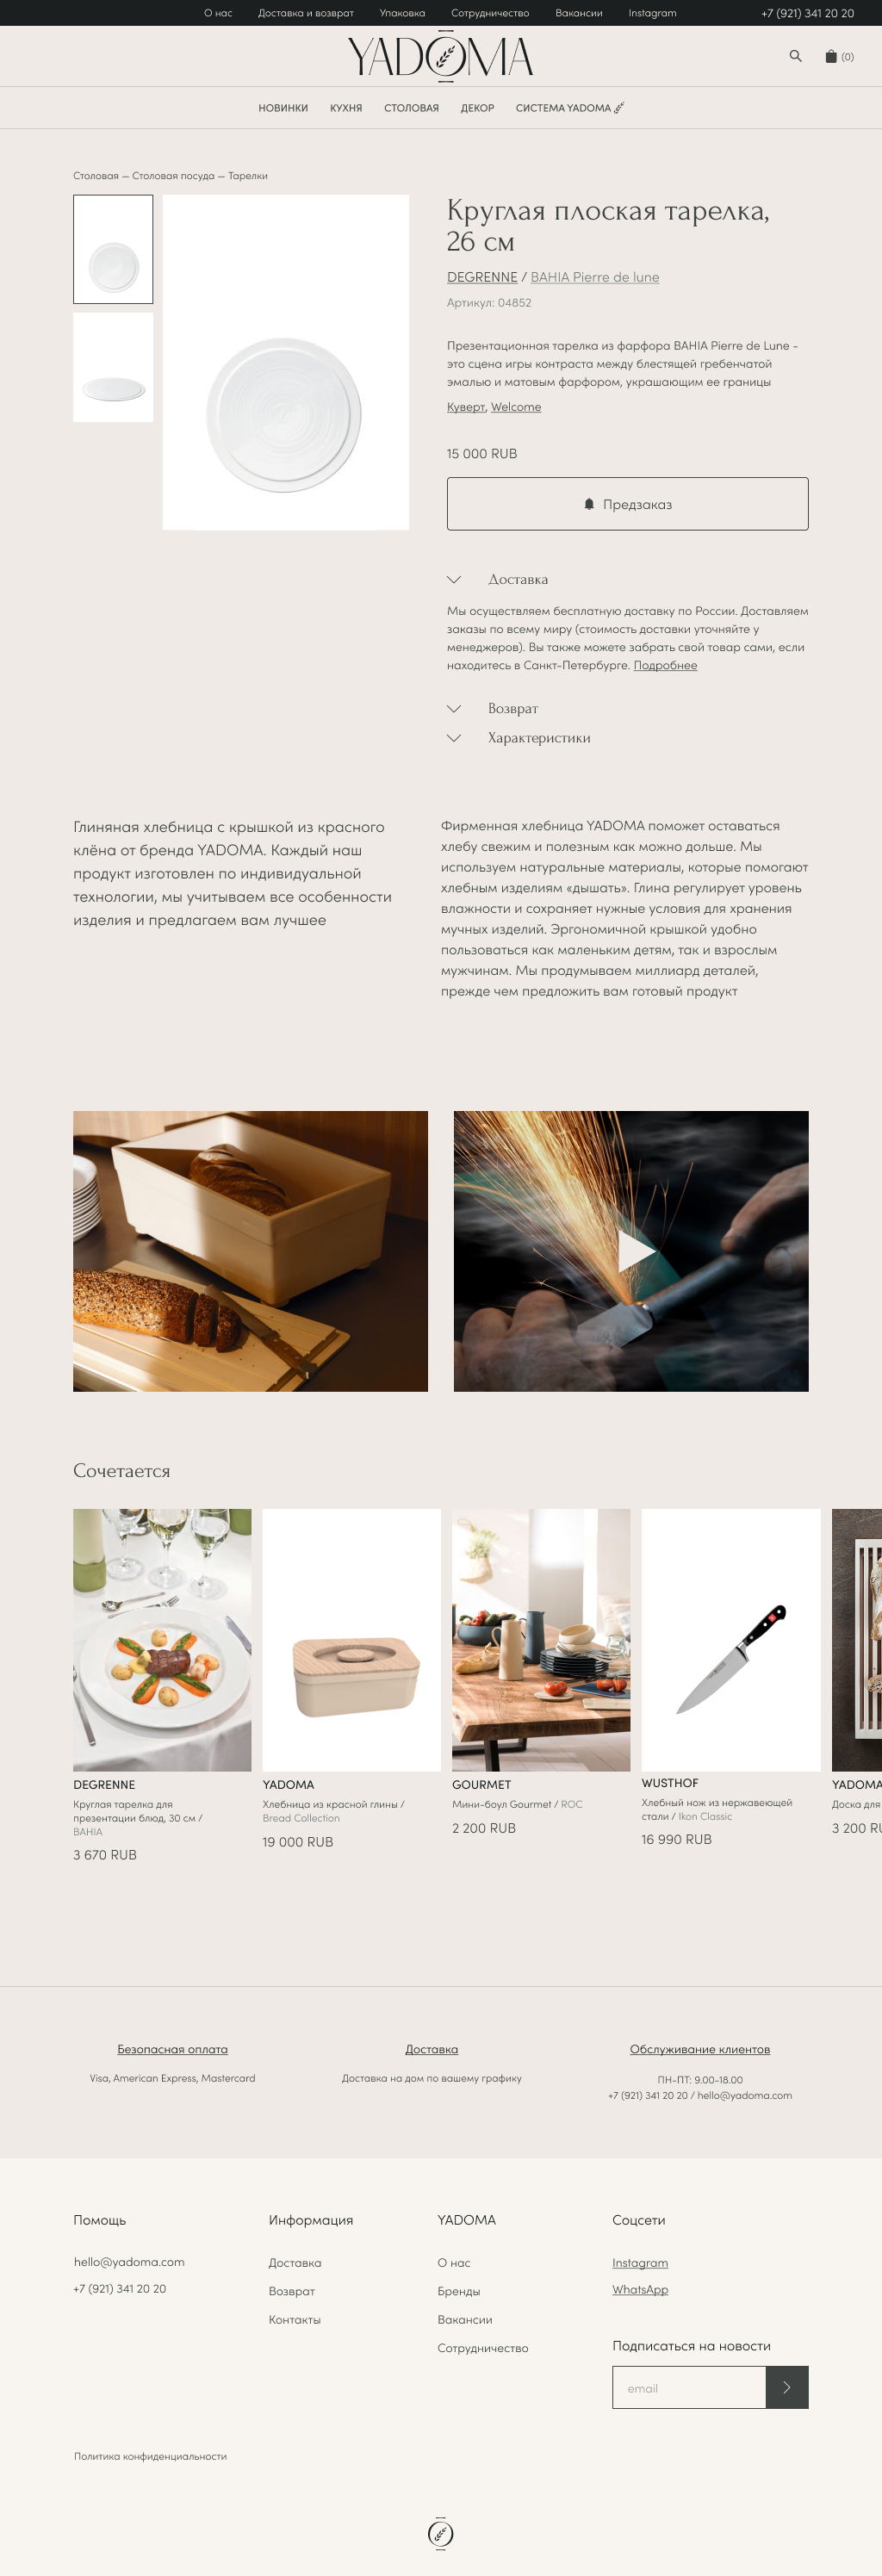 О нас
Доставка и возврат
Упаковка
Сотрудничество
Вакансии
Instagram
+7 (921) 341 20 20
YADOMA
(0)
НОВИНКИ
КУХНЯ
СТОЛОВАЯ
ДЕКОР
СИСТЕМА YADOMA
Столовая — Столовая посуда — Тарелки
Круглая плоская тарелка,
26 см
DEGRENNE / BAHIA Pierre de lune
Артикул: 04852
Презентационная тарелка из фарфора BAHIA Pierre de Lune -
это сцена игры контраста между блестящей гребенчатой
эмалью и матовым фарфором, украшающим ее границы
Куверт, Welcome
15 000 RUB
Предзаказ
Доставка
Мы осуществляем бесплатную доставку по России. Доставляем
заказы по всему миру (стоимость доставки уточняйте у
менеджеров). Вы также можете забрать свой товар сами, если
находитесь в Санкт-Петербурге. Подробнее
Возврат
Характеристики
Глиняная хлебница с крышкой из красного
клёна от бренда YADOMA. Каждый наш
продукт изготовлен по индивидуальной
технологии, мы учитываем все особенности
изделия и предлагаем вам лучшее
Фирменная хлебница YADOMA поможет оставаться
хлебу свежим и полезным как можно дольше. Мы
используем натуральные материалы, которые помогают
хлебным изделиям «дышать». Глина регулирует уровень
влажности и сохраняет нужные условия для хранения
мучных изделий. Эргономичной крышкой удобно
пользоваться как маленьким детям, так и взрослым
мужчинам. Мы продумываем миллиард деталей,
прежде чем предложить вам готовый продукт
Сочетается
DEGRENNE
Круглая тарелка для
презентации блюд, 30 см /
BAHIA
3 670 RUB
YADOMA
Хлебница из красной глины /
Bread Collection
19 000 RUB
GOURMET
Мини-боул Gourmet / ROC
2 200 RUB
WUSTHOF
Хлебный нож из нержавеющей
стали / Ikon Classic
16 990 RUB
YADOMA
Доска для
3 200 RU
Безопасная оплата
Visa, American Express, Mastercard
Доставка
Доставка на дом по вашему графику
Обслуживание клиентов
ПН-ПТ: 9.00-18.00
+7 (921) 341 20 20 / hello@yadoma.com
Помощь
hello@yadoma.com
+7 (921) 341 20 20
Информация
Доставка
Возврат
Контакты
YADOMA
О нас
Бренды
Вакансии
Сотрудничество
Соцсети
Instagram
WhatsApp
Подписаться на новости
email
Политика конфиденциальности